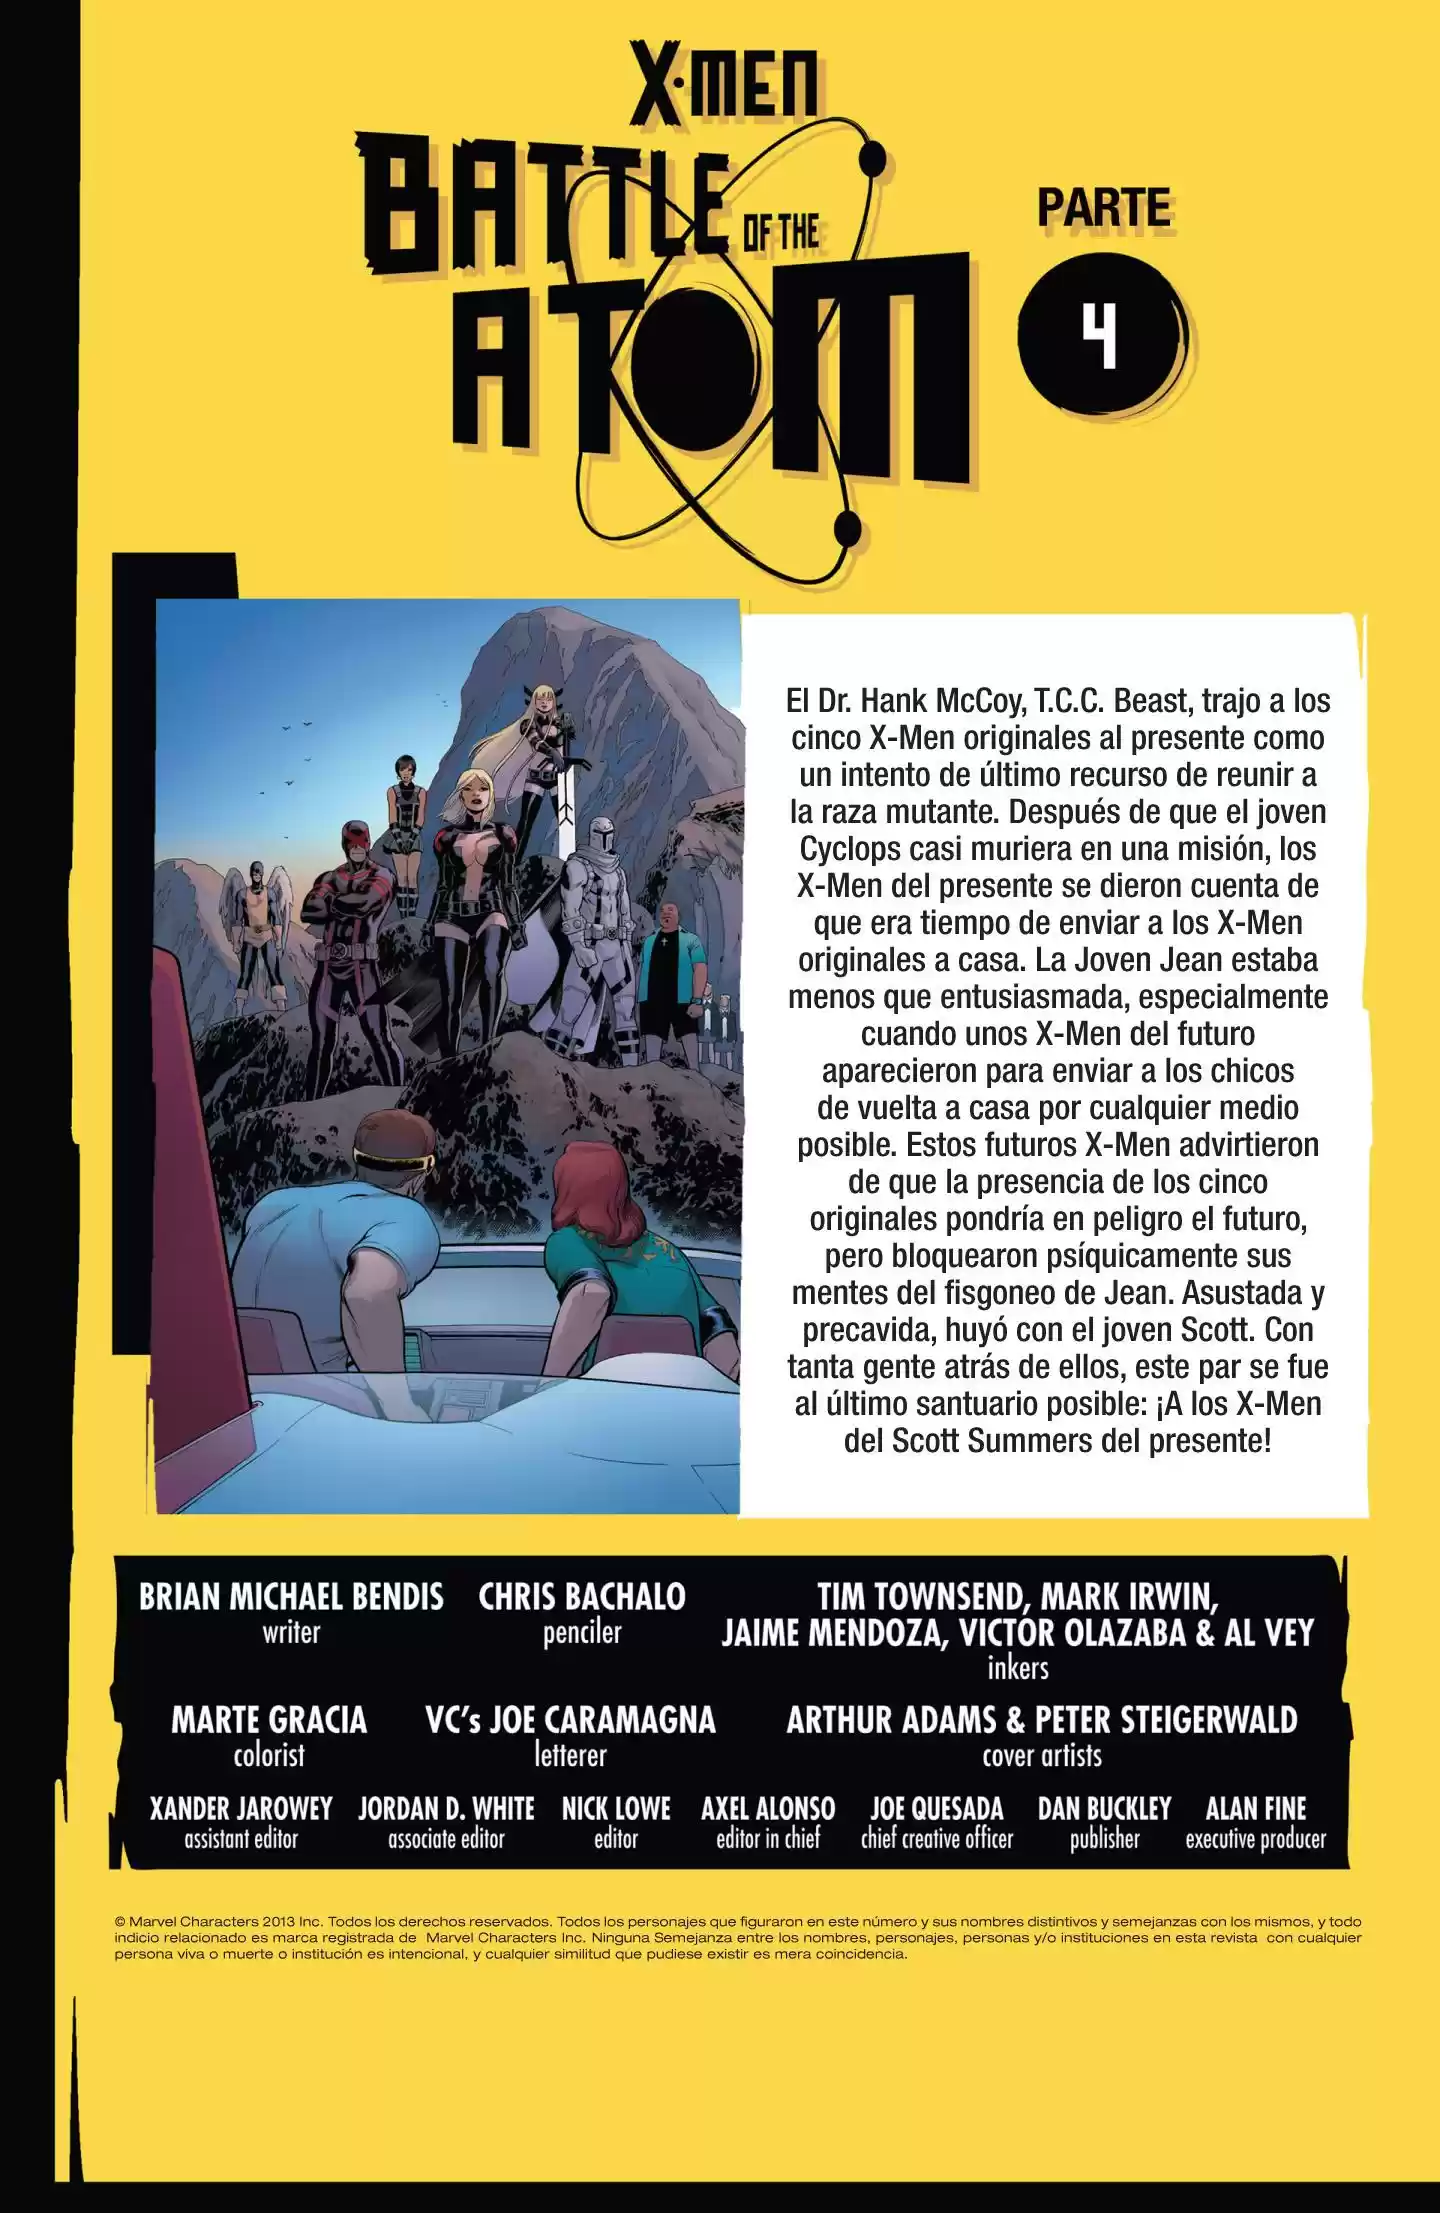 X-MEN
BATTLE OF THE
ATOM
PARTE
4
El Dr. Hank McCoy, T.C.C. Beast, trajo a los
cinco X-Men originales al presente como
un intento de último recurso de reunir a
la raza mutante. Después de que el joven
Cyclops casi muriera en una misión, los
X-Men del presente se dieron cuenta de
que era tiempo de enviar a los X-Men
originales a casa. La Joven Jean estaba
menos que entusiasmada, especialmente
cuando unos X-Men del futuro
aparecieron para enviar a los chicos
de vuelta a casa por cualquier medio
posible. Estos futuros X-Men advirtieron
de que la presencia de los cinco
originales pondría en peligro el futuro,
pero bloquearon psíquicamente sus
mentes del fisgoneo de Jean. Asustada y
precavida, huyó con el joven Scott. Con
tanta gente atrás de ellos, este par se fue
al último santuario posible: ¡A los X-Men
del Scott Summers del presente!
BRIAN MICHAEL BENDIS
writer
CHRIS BACHALO
penciler
TIM TOWNSEND, MARK IRWIN,
JAIME MENDOZA, VICTOR OLAZABA & AL VEY
inkers
MARTE GRACIA
colorist
VC's JOE CARAMAGNA
letterer
ARTHUR ADAMS & PETER STEIGERWALD
cover artists
XANDER JAROWEY
assistant editor
JORDAN D. WHITE
associate editor
NICK LOWE
editor
AXEL ALONSO
editor in chief
JOE QUESADA
chief creative officer
DAN BUCKLEY
publisher
ALAN FINE
executive producer
© Marvel Characters 2013 Inc. Todos los derechos reservados. Todos los personajes que figuraron en este número y sus nombres distintivos y semejanzas con los mismos, y todo
indicio relacionado es marca registrada de Marvel Characters Inc. Ninguna Semejanza entre los nombres, personajes, personas y/o instituciones en esta revista con cualquier
persona viva o muerte o institución es intencional, y cualquier similitud que pudiese existir es mera coincidencia.